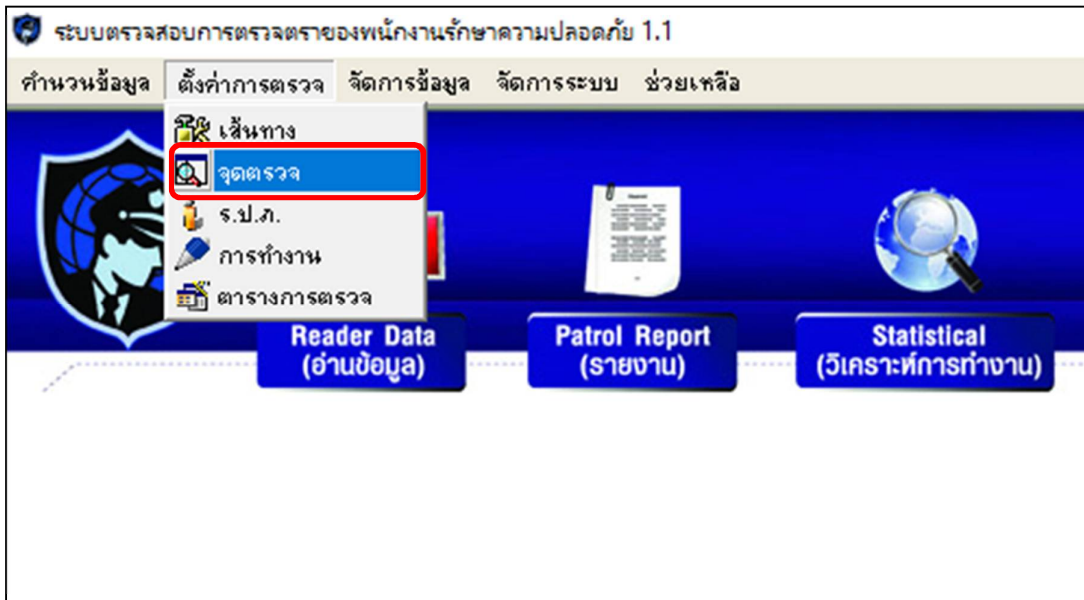 ระบบตรวจสอบการตรวจตราของพนักงานรักษาความปลอดภัย 1.1
คำนวนข้อมูล ตั้งค่าการตรวจ จัดการข้อมูล จัดการระบบ ช่วยเหลือ
เส้นทาง
จุดตรวจ
ร.ป.ภ.
การทำงาน
ตารางการตรวจ
Reader Data
(อ่านข้อมูล)
Patrol Report
(รายงาน)
Statistical
(วิเคราะห์การทำงาน)